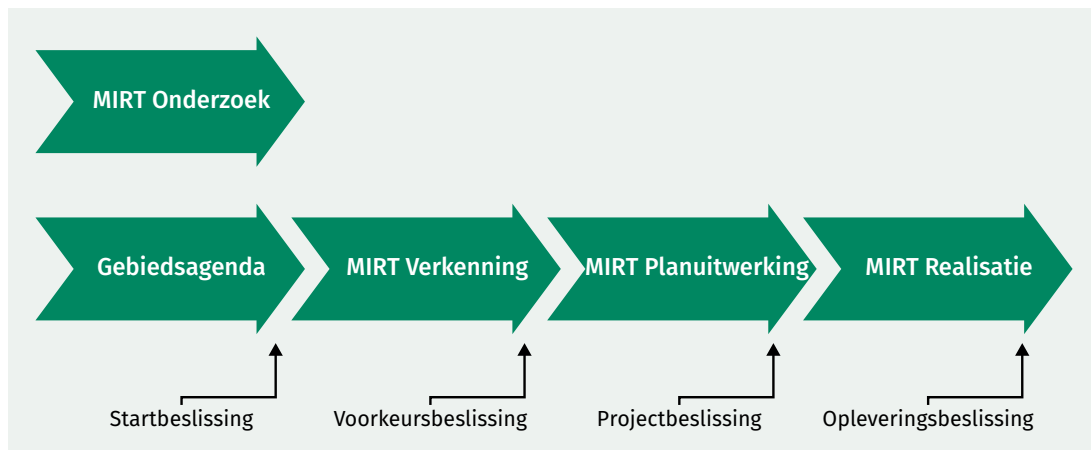 MIRT Onderzoek
Gebiedsagenda
MIRT Verkenning
MIRT Planuitwerking
MIRT Realisatie
Startbeslissing
Voorkeursbeslissing
Projectbeslissing
Opleveringsbeslissing